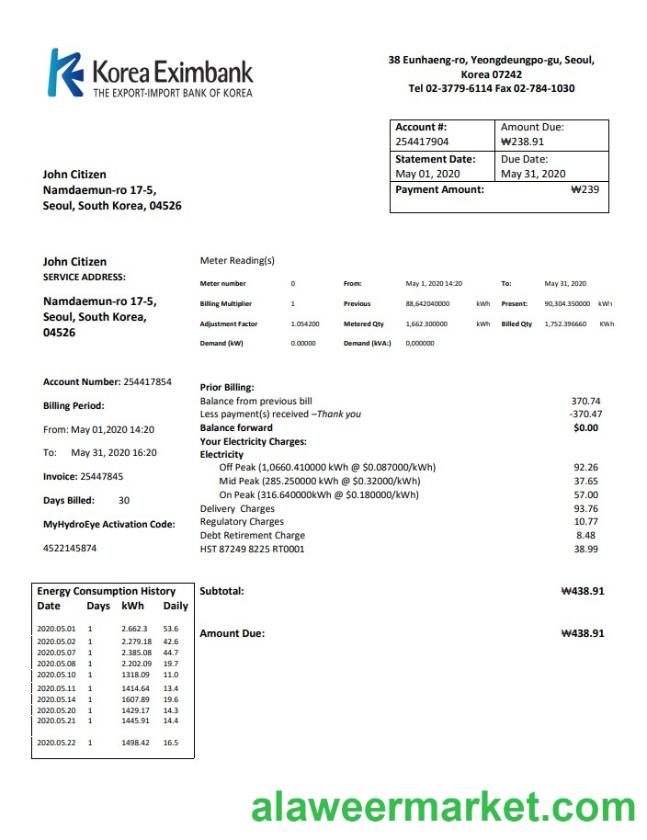 Korea Eximbank
THE EXPORT-IMPORT BANK OF KOREA
38 Eunhaeng-ro, Yeongdeungpo-gu, Seoul,
Korea 07242
Tel 02-3779-6114 Fax 02-784-1030
Account #: Amount Due:
254417904 ₩238.91
Statement Date: Due Date:
May 01, 2020 May 31, 2020
Payment Amount: ₩239
John Citizen
Namdaemun-ro 17-5,
Seoul, South Korea, 04526
John Citizen
SERVICE ADDRESS:
Namdaemun-ro 17-5,
Seoul, South Korea,
04526
Meter Reading(s)
Meter number 0 From: May 1, 2020 14:20 To: May 31, 2020
Billing Multiplier 1 Previous 88,642040000 kWh Present: 90,304.350000 kWh
Adjustment Factor 1.054200 Metered Qty 1,662.300000 kWh Billed Qty 1,752.396660 KWh
Demand (kW) 0.00000 Demand (kVA:) 0,000000
Account Number: 254417854
Billing Period:
From: May 01,2020 14:20
To: May 31, 2020 16:20
Invoice: 25447845
Days Billed: 30
MyHydroEye Activation Code:
4522145874
Prior Billing:
Balance from previous bill 370.74
Less payment(s) received –Thank you -370.47
Balance forward $0.00
Your Electricity Charges:
Electricity
Off Peak (1,0660.410000 kWh @ $0.087000/kWh) 92.26
Mid Peak (285.250000 kWh @ $0.32000/kWh) 37.65
On Peak (316.640000kWh @ $0.180000/kWh) 57.00
Delivery Charges 93.76
Regulatory Charges 10.77
Debt Retirement Charge 8.48
HST 87249 8225 RT0001 38.99
Energy Consumption History
Date Days kWh Daily
2020.05.01 1 2.662.3 53.6
2020.05.02 1 2.279.18 42.6
2020.05.07 1 2.385.08 44.7
2020.05.08 1 2.202.09 19.7
2020.05.10 1 1318.09 11.0
2020.05.11 1 1414.64 13.4
2020.05.14 1 1607.89 19.6
2020.05.20 1 1429.17 14.3
2020.05.21 1 1445.91 14.4
2020.05.22 1 1498.42 16.5
Subtotal: ₩438.91
Amount Due: ₩438.91
alaweermarket.com